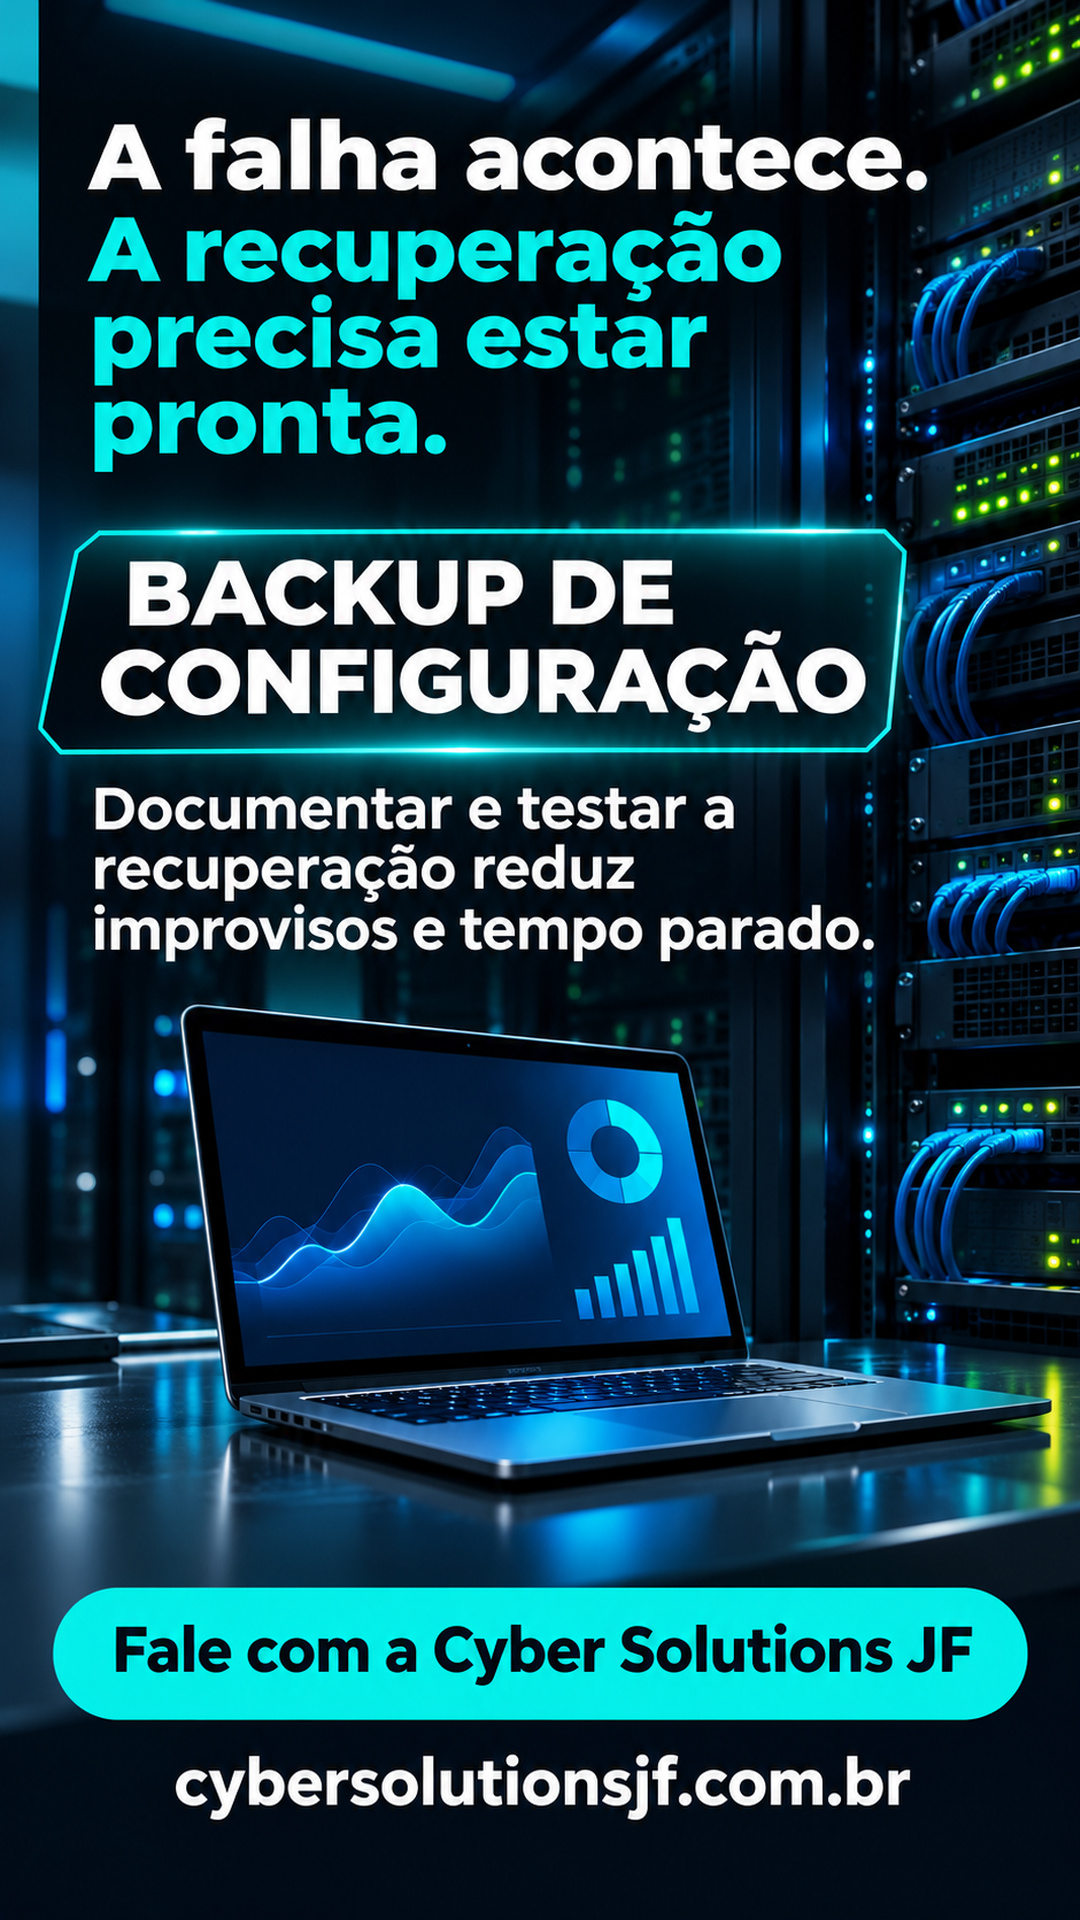 A falha acontece.
A recuperação
precisa estar
pronta.
BACKUP DE
CONFIGURAÇÃO
Documentar e testar a
recuperação reduz
improvisos e tempo parado.
Fale com a Cyber Solutions JF
cybersolutionsjf.com.br